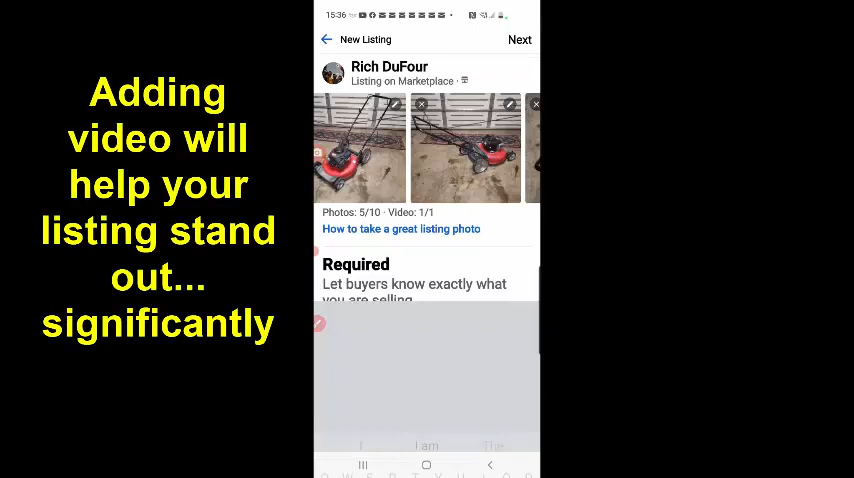 Adding
video will
help your
listing stand
out...
significantly
15:36
New Listing
Next
Rich DuFour
Listing on Marketplace
Photos: 5/10 · Video: 1/1
How to take a great listing photo
Required
Let buyers know exactly what
you are selling.
I am The